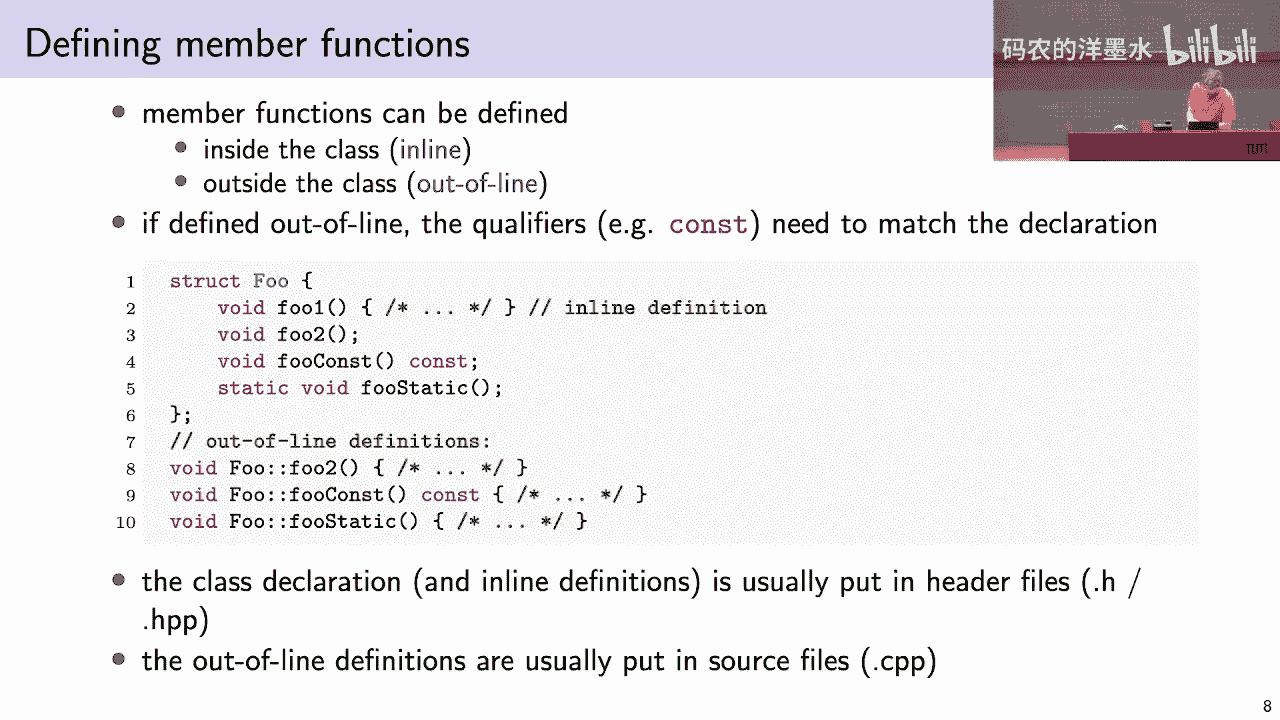 Defining member functions
码农的洋墨水 bilibili
TUTI
• member functions can be defined
• inside the class (inline)
• outside the class (out-of-line)
• if defined out-of-line, the qualifiers (e.g. const) need to match the declaration
1 struct Foo {
2 void foo1() { /* ... */ } // inline definition
3 void foo2();
4 void fooConst() const;
5 static void fooStatic();
6 };
7 // out-of-line definitions:
8 void Foo::foo2() { /* ... */ }
9 void Foo::fooConst() const { /* ... */ }
10 void Foo::fooStatic() { /* ... */ }
• the class declaration (and inline definitions) is usually put in header files (.h /
.hpp)
• the out-of-line definitions are usually put in source files (.cpp)
8